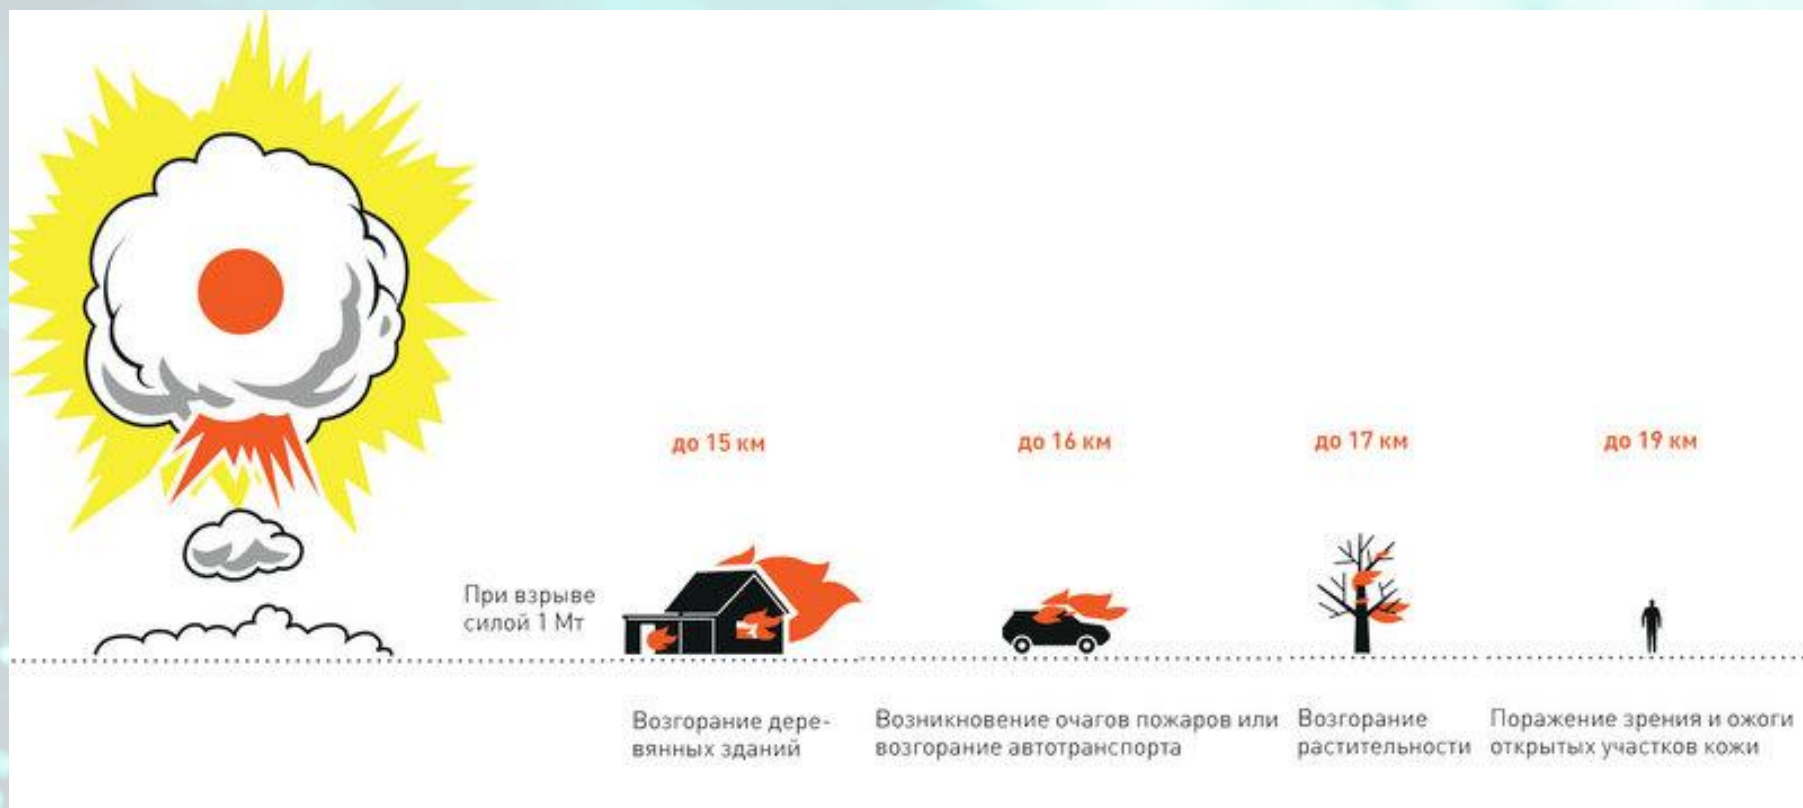 до 15 км
до 16 км
до 17 км
до 19 км
При взрыве
силой 1 Мт
Возгорание дере-
вянных зданий
Возникновение очагов пожаров или
возгорание автотранспорта
Возгорание
растительности
Поражение зрения и ожоги
открытых участков кожи